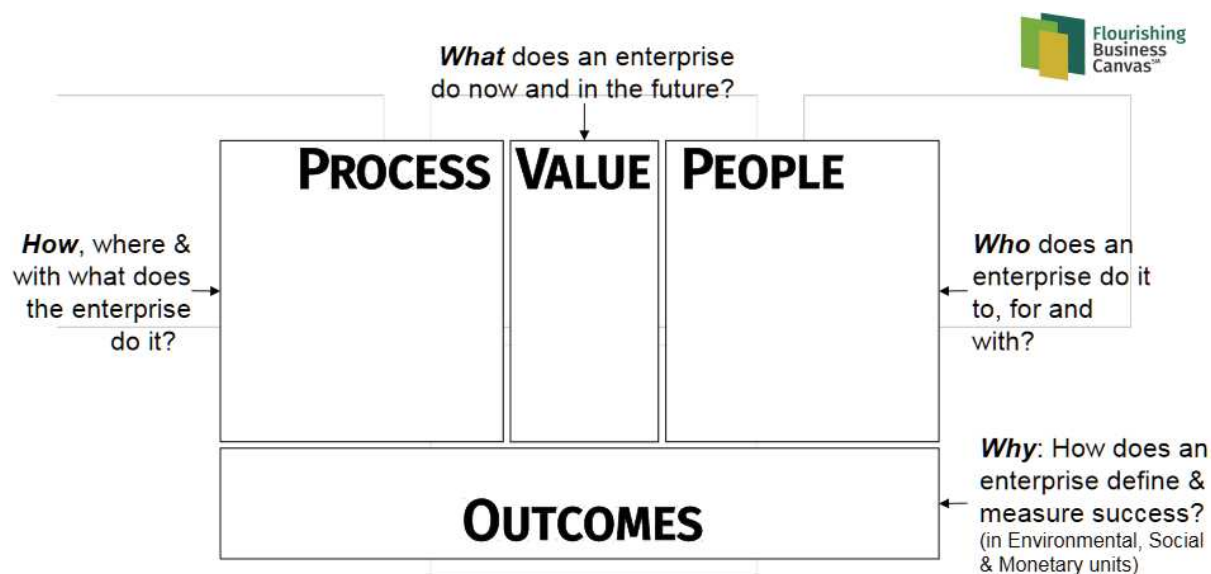 Flourishing
Business
Canvas℠
What does an enterprise
do now and in the future?
PROCESS
VALUE
PEOPLE
How, where &
with what does
the enterprise
do it?
Who does an
enterprise do it
to, for and
with?
OUTCOMES
Why: How does an
enterprise define &
measure success?
(in Environmental, Social
& Monetary units)